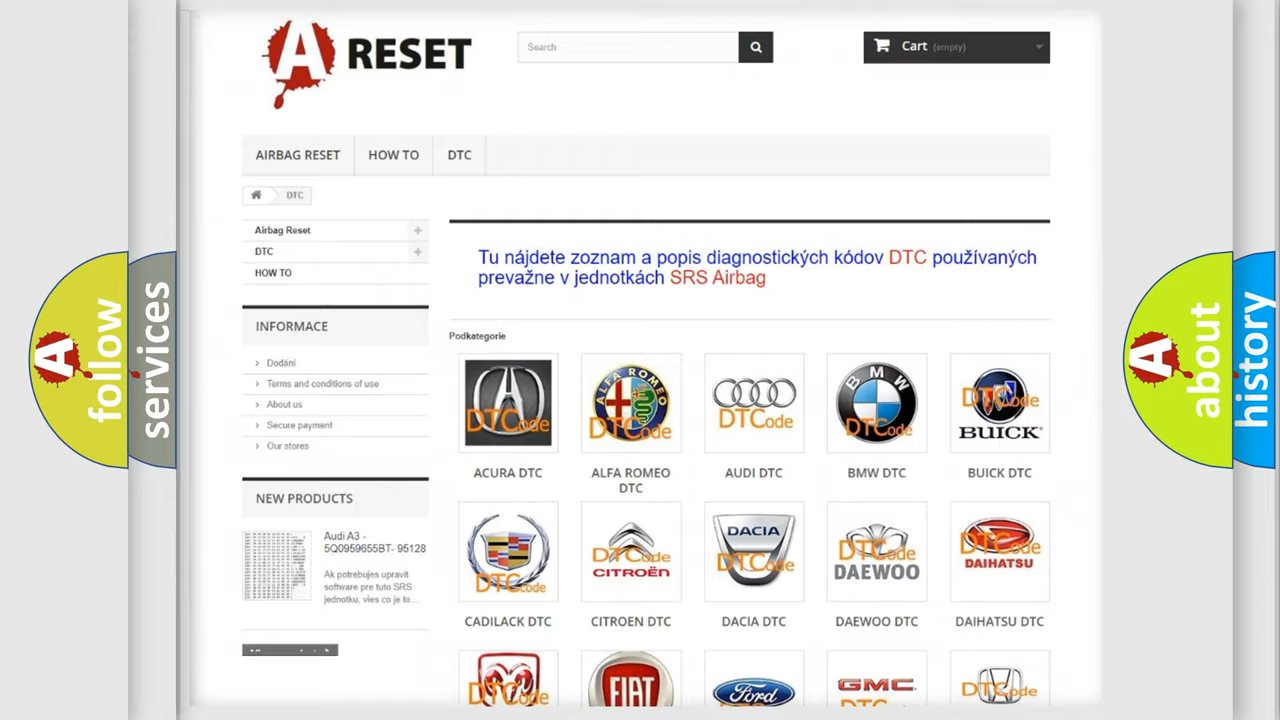 A RESET
Search
Cart (empty)
AIRBAG RESET
HOW TO
DTC
DTC
Airbag Reset
DTC
HOW TO
INFORMACE
Dodání
Terms and conditions of use
About us
Secure payment
Our stores
NEW PRODUCTS
Audi A3 -
5Q0959655BT- 95128
Ak potrebujes upravit
software pre tuto SRS
jednotku, vies co je to...
Tu nájdete zoznam a popis diagnostických kódov DTC používaných
prevažne v jednotkách SRS Airbag
Podkategorie
DTCode
ALFA ROMEO
DTCode
DTCode
BMW
DTCode
DTCode
BUICK
ACURA DTC
ALFA ROMEO
DTC
AUDI DTC
BMW DTC
BUICK DTC
DTCode
DTCode
CITROËN
DACIA
DTCode
DTCode
DAEWOO
DTCode
DAIHATSU
CADILACK DTC
CITROEN DTC
DACIA DTC
DAEWOO DTC
DAIHATSU DTC
DTCode
FIAT
Ford
GMC
DTCode
A follow
services
A about
history